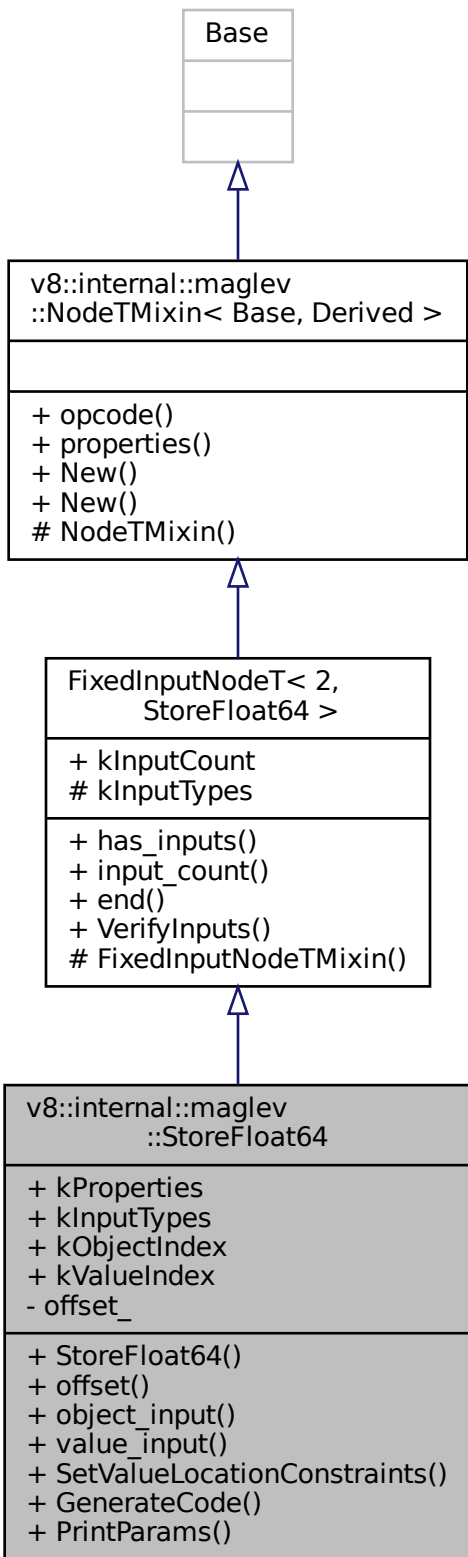 Base
v8::internal::maglev
::NodeTMixin< Base, Derived >
+ opcode()
+ properties()
+ New()
+ New()
# NodeTMixin()
FixedInputNodeT< 2,
StoreFloat64 >
+ kInputCount
# kInputTypes
+ has_inputs()
+ input_count()
+ end()
+ VerifyInputs()
# FixedInputNodeTMixin()
v8::internal::maglev
::StoreFloat64
+ kProperties
+ kInputTypes
+ kObjectIndex
+ kValueIndex
- offset_
+ StoreFloat64()
+ offset()
+ object_input()
+ value_input()
+ SetValueLocationConstraints()
+ GenerateCode()
+ PrintParams()